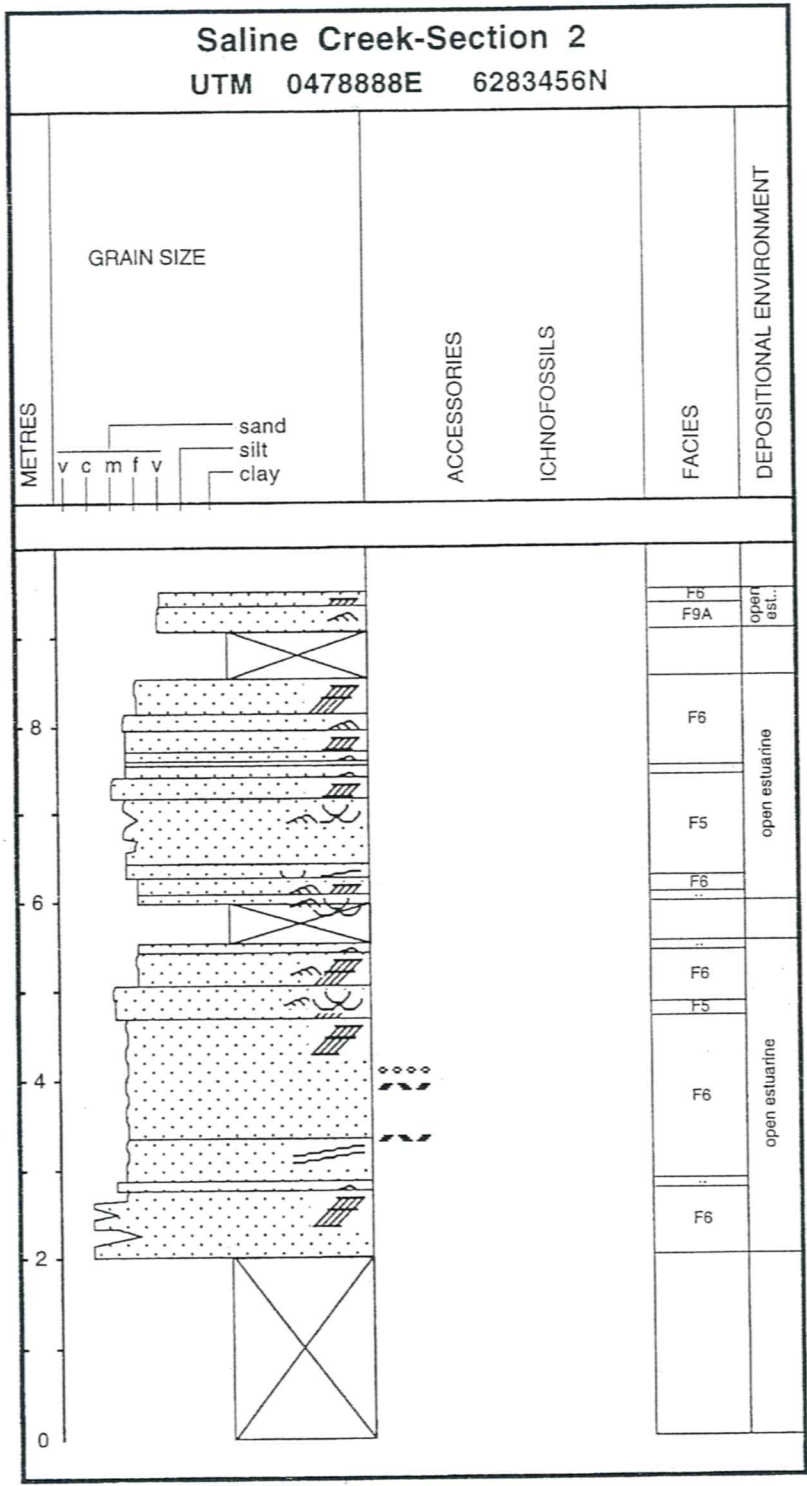 Saline Creek-Section 2
UTM 0478888E 6283456N
METRES
GRAIN SIZE
sand
silt
clay
v c m f v
ACCESSORIES
ICHNOFOSSILS
FACIES
DEPOSITIONAL ENVIRONMENT
F6
F9A
open est..
8
F6
open estuarine
F5
F6
..
6
..
F6
F5
4
F6
open estuarine
..
F6
2
0